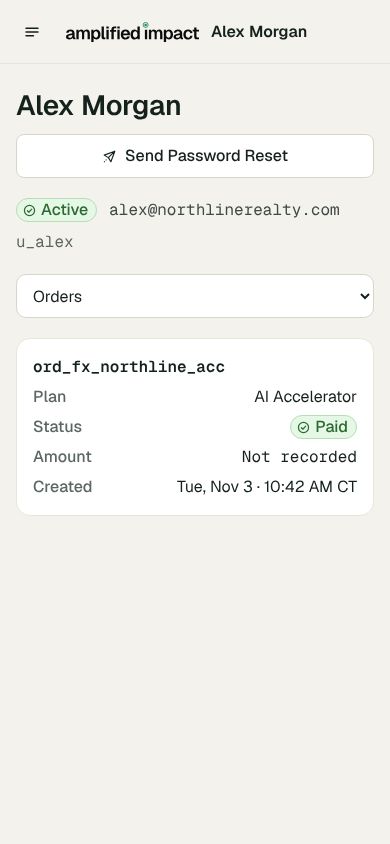 amplified impact Alex Morgan
Alex Morgan
Send Password Reset
Active alex@northlinerealty.com
u_alex
Orders
ord_fx_northline_acc
Plan AI Accelerator
Status Paid
Amount Not recorded
Created Tue, Nov 3 · 10:42 AM CT